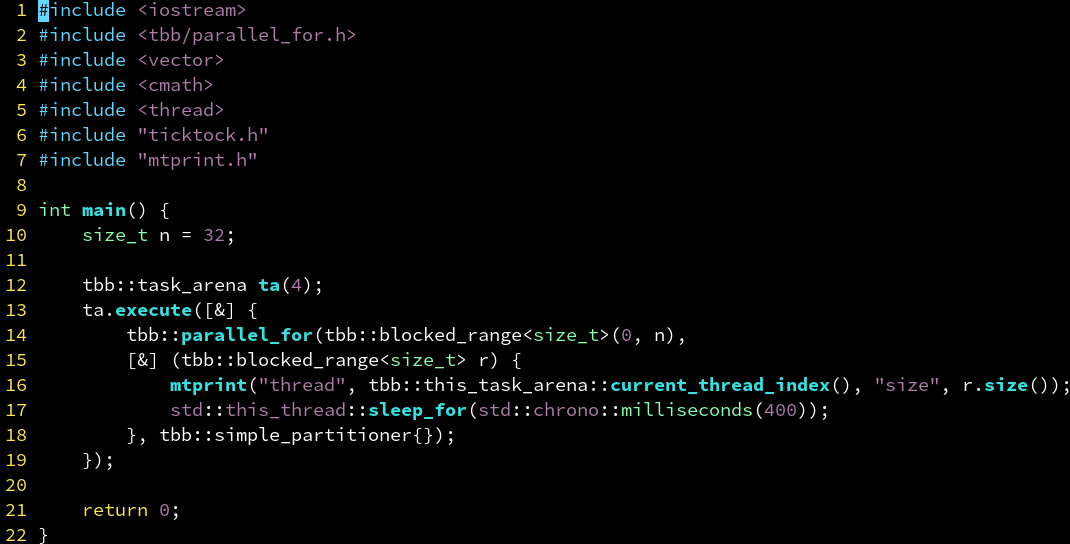 1 #include <iostream>
2 #include <tbb/parallel_for.h>
3 #include <vector>
4 #include <cmath>
5 #include <thread>
6 #include "ticktock.h"
7 #include "mtprint.h"
8
9 int main() {
10     size_t n = 32;
11
12     tbb::task_arena ta(4);
13     ta.execute([&] {
14         tbb::parallel_for(tbb::blocked_range<size_t>(0, n),
15         [&] (tbb::blocked_range<size_t> r) {
16             mtprint("thread", tbb::this_task_arena::current_thread_index(), "size", r.size());
17             std::this_thread::sleep_for(std::chrono::milliseconds(400));
18         }, tbb::simple_partitioner{});
19     });
20
21     return 0;
22 }